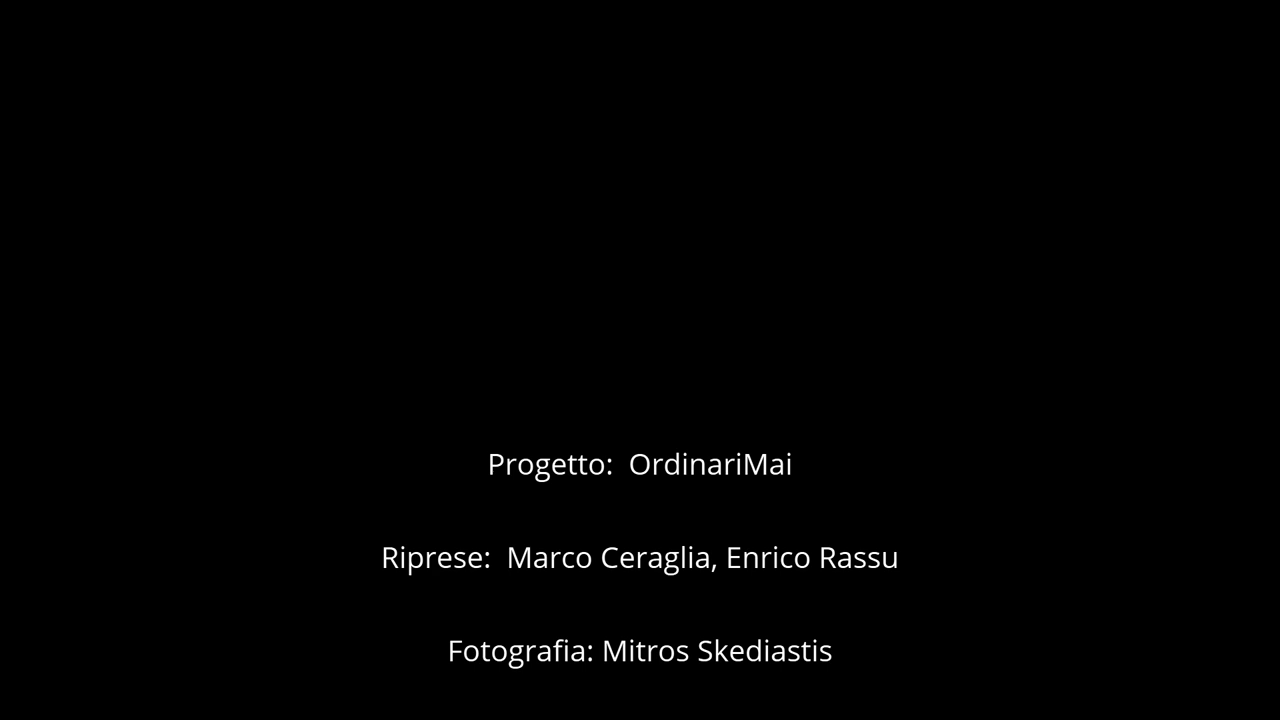 Progetto:  OrdinariMai
Riprese:  Marco Ceraglia, Enrico Rassu
Fotografia: Mitros Skediastis